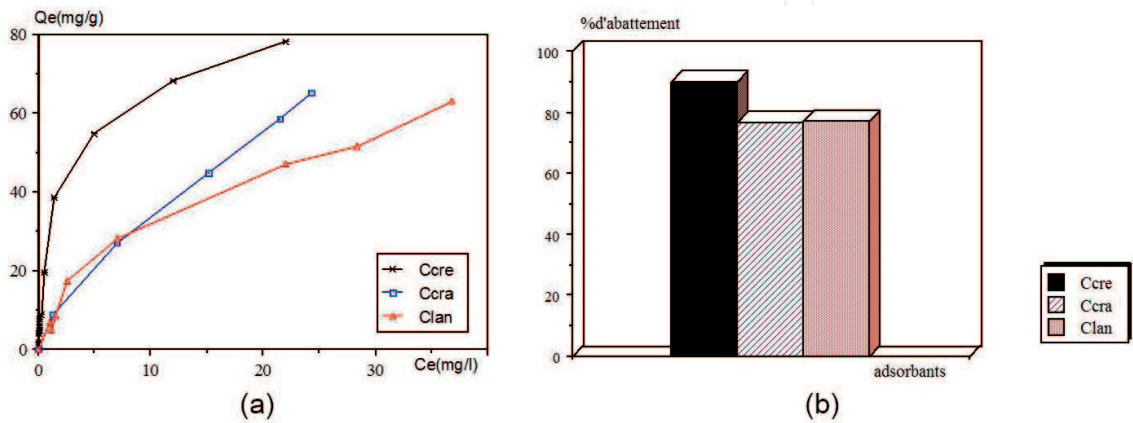 Qe(mg/g)
80
60
40
20
0
0
10
20
30
Ce(mg/l)
Ccre
Ccra
Clan
(a)
%d'abattement
100
80
60
40
20
0
adsorbants
Ccre
Ccra
Clan
(b)